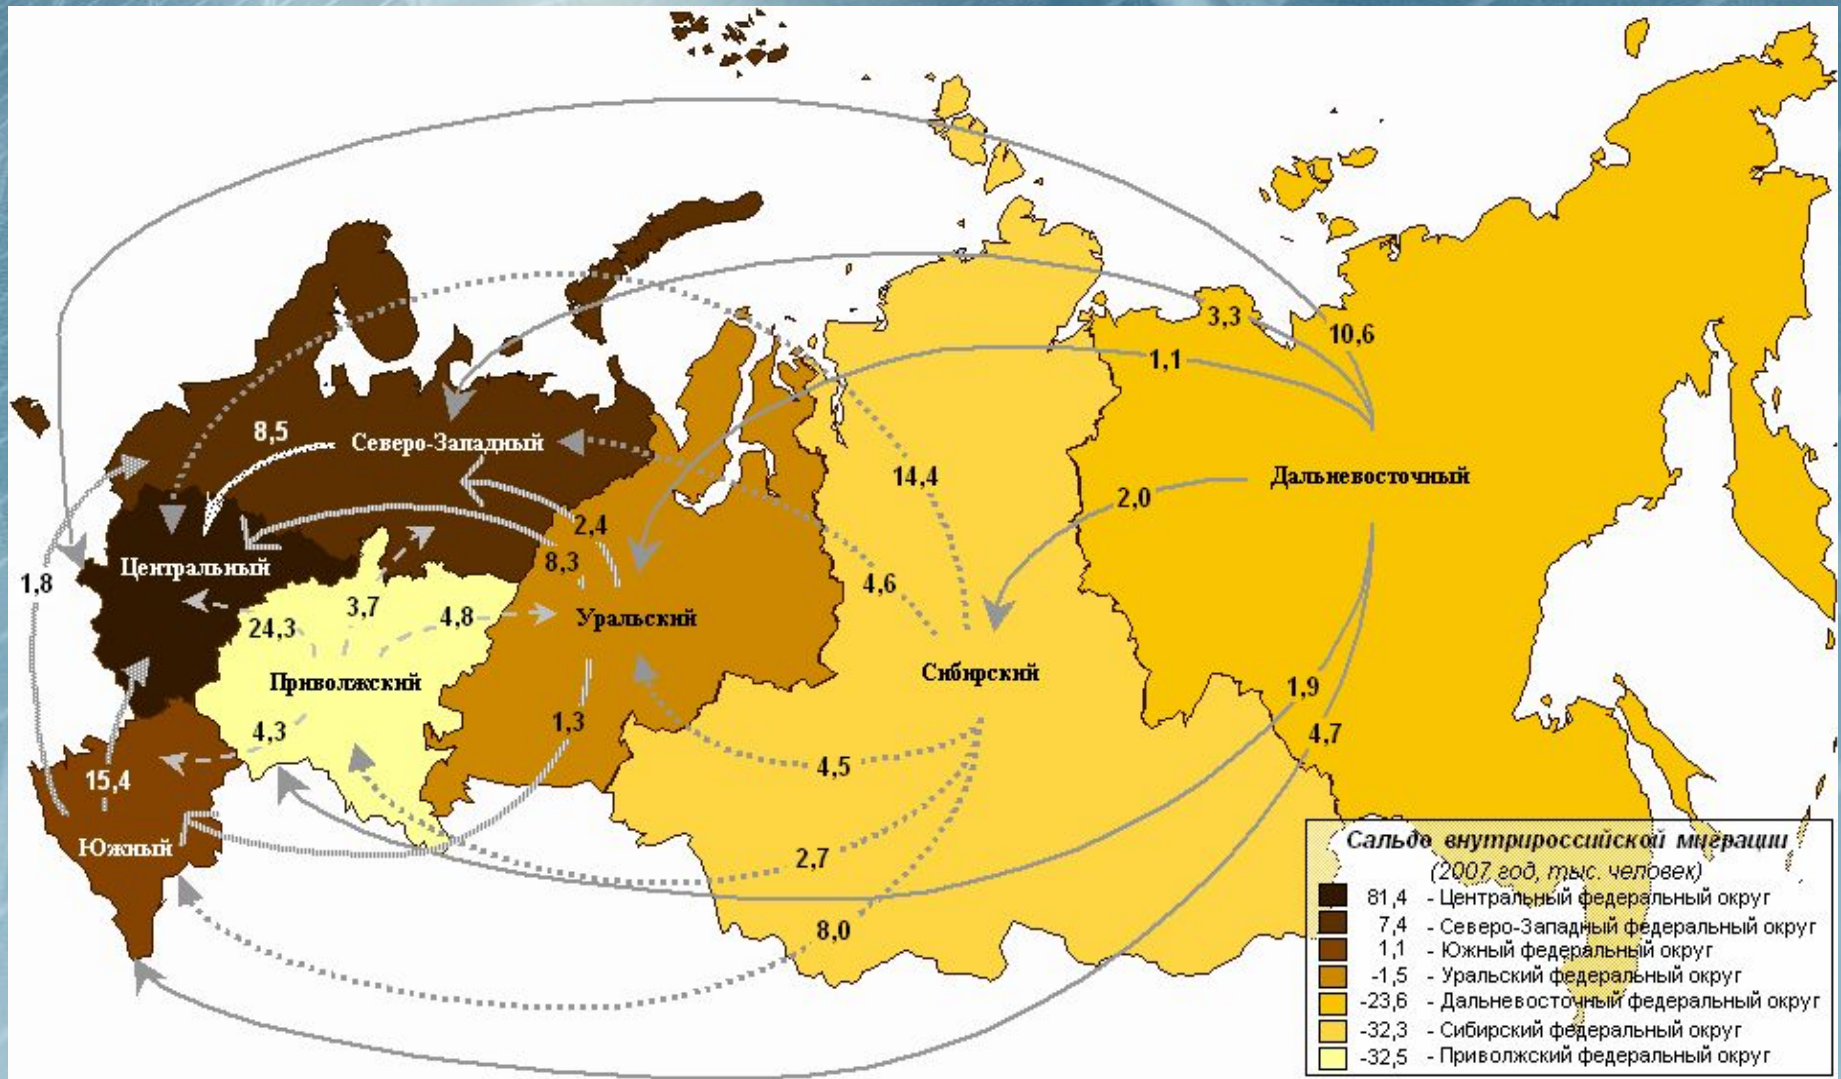 3,3
10,6
1,1
8,5
Северо-Западный
14,4
Дальневосточный
2,0
2,4
8,3
Центральный
1,8
4,6
3,7
24,3
4,8
Уральский
Приволжский
Сибирский
1,9
4,3
1,3
4,7
15,4
4,5
Южный
2,7
8,0
Сальдо внутрироссийской миграции
(2007 год, тыс. человек)
81,4 - Центральный федеральный округ
7,4 - Северо-Западный федеральный округ
1,1 - Южный федеральный округ
-1,5 - Уральский федеральный округ
-23,6 - Дальневосточный федеральный округ
-32,3 - Сибирский федеральный округ
-32,5 - Приволжский федеральный округ